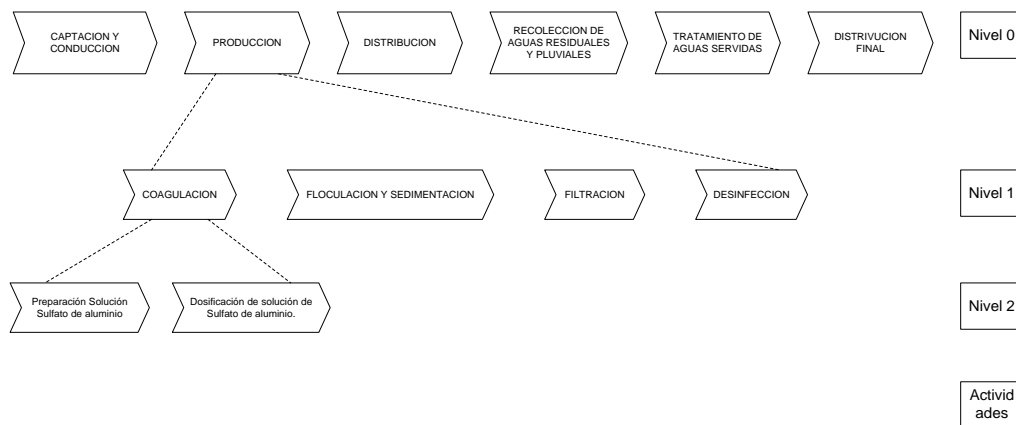 CAPTACION Y
CONDUCCION
PRODUCCION
DISTRIBUCION
RECOLECCION DE
AGUAS RESIDUALES
Y PLUVIALES
TRATAMIENTO DE
AGUAS SERVIDAS
DISTRIVUCION
FINAL
Nivel 0
COAGULACION
FLOCULACION Y SEDIMENTACION
FILTRACION
DESINFECCION
Nivel 1
Preparación Solución
Sulfato de aluminio
Dosificación de solución de
Sulfato de aluminio.
Nivel 2
Activid
ades